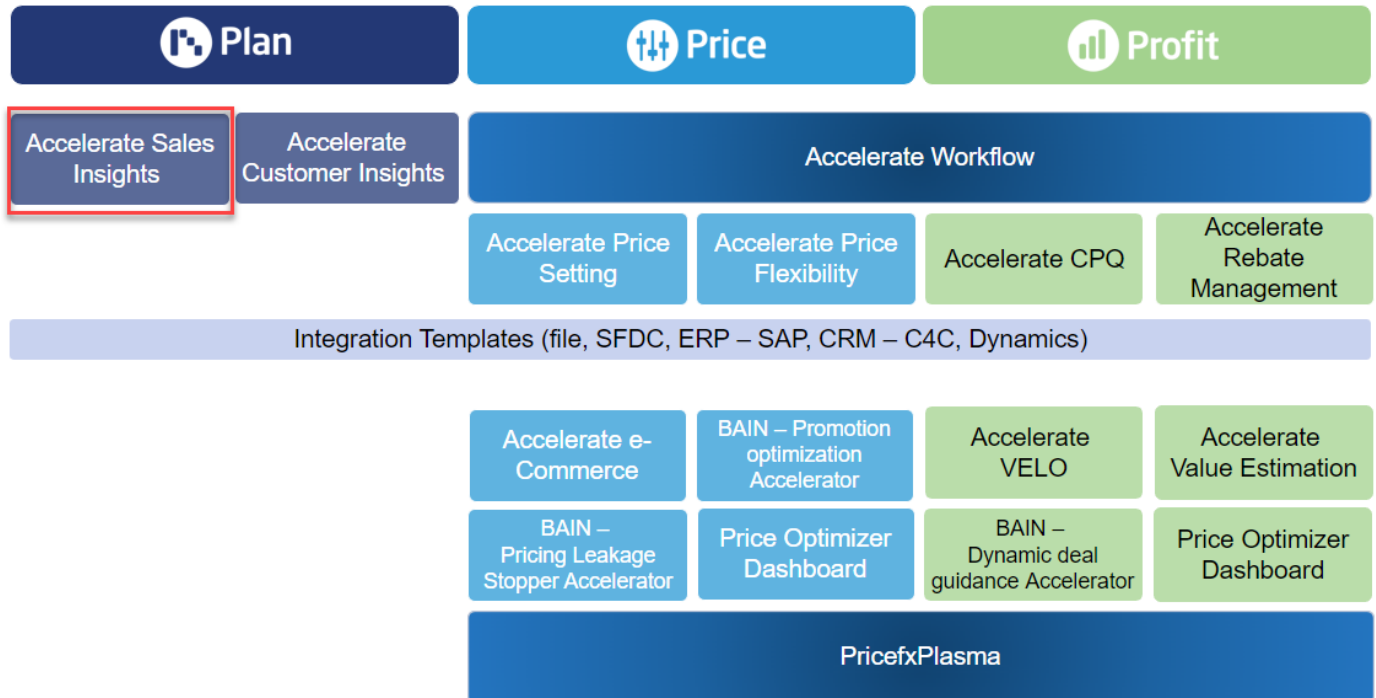 Plan
Price
Profit
Accelerate Sales
Insights
Accelerate
Customer Insights
Accelerate Workflow
Accelerate Price
Setting
Accelerate Price
Flexibility
Accelerate CPQ
Accelerate
Rebate
Management
Integration Templates (file, SFDC, ERP – SAP, CRM – C4C, Dynamics)
Accelerate e-
Commerce
BAIN – Promotion
optimization
Accelerator
Accelerate
VELO
Accelerate
Value Estimation
BAIN –
Pricing Leakage
Stopper Accelerator
Price Optimizer
Dashboard
BAIN –
Dynamic deal
guidance Accelerator
Price Optimizer
Dashboard
PricefxPlasma